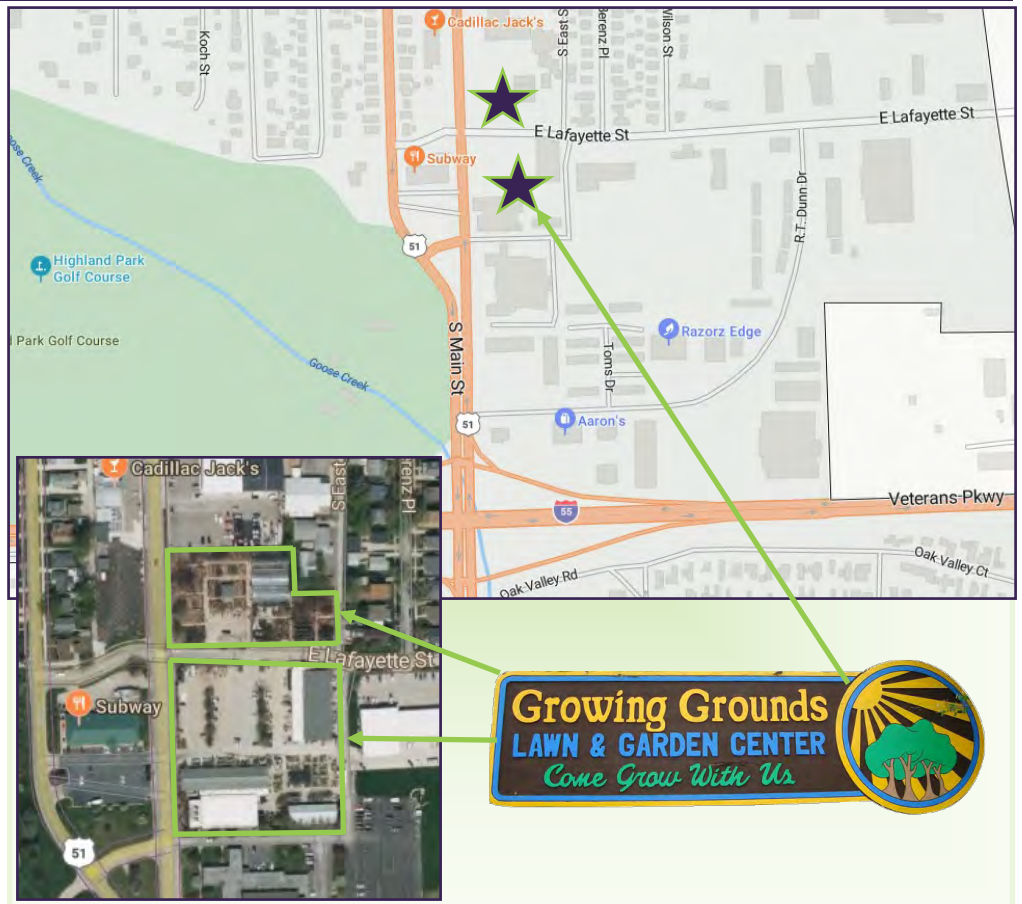 Cadillac Jack's
Koch St
S East S
Berenz Pl
Wilson St
E Lafayette St
E Lafayette St
Subway
Goose Creek
51
R.T. Dunn Dr
Highland Park
Golf Course
Park Golf Course
S Main St
Razorz Edge
Goose Creek
Toms Dr
51
Aaron's
Veterans Pkwy
55
Oak Valley Rd
Oak Valley Ct
Cadillac Jack's
S East
renz Pl
E Lafayette St
Subway
51
Growing Grounds
LAWN & GARDEN CENTER
Come Grow With Us